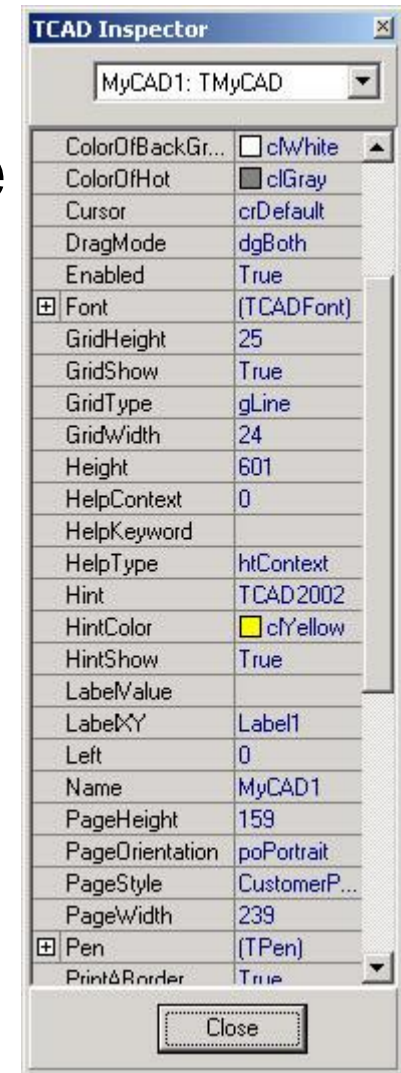 TCAD Inspector
MyCAD1: TMyCAD
e
ColorOfBackGr... clWhite
ColorOfHot clGray
Cursor crDefault
DragMode dgBoth
Enabled True
Font (TCADFont)
GridHeight 25
GridShow True
GridType gLine
GridWidth 24
Height 601
HelpContext 0
HelpKeyword
HelpType htContext
Hint TCAD2002
HintColor clYellow
HintShow True
LabelValue
LabelXY Label1
Left 0
Name MyCAD1
PageHeight 159
PageOrientation poPortrait
PageStyle CustomerP...
PageWidth 239
Pen (TPen)
PrintABorder True
Close